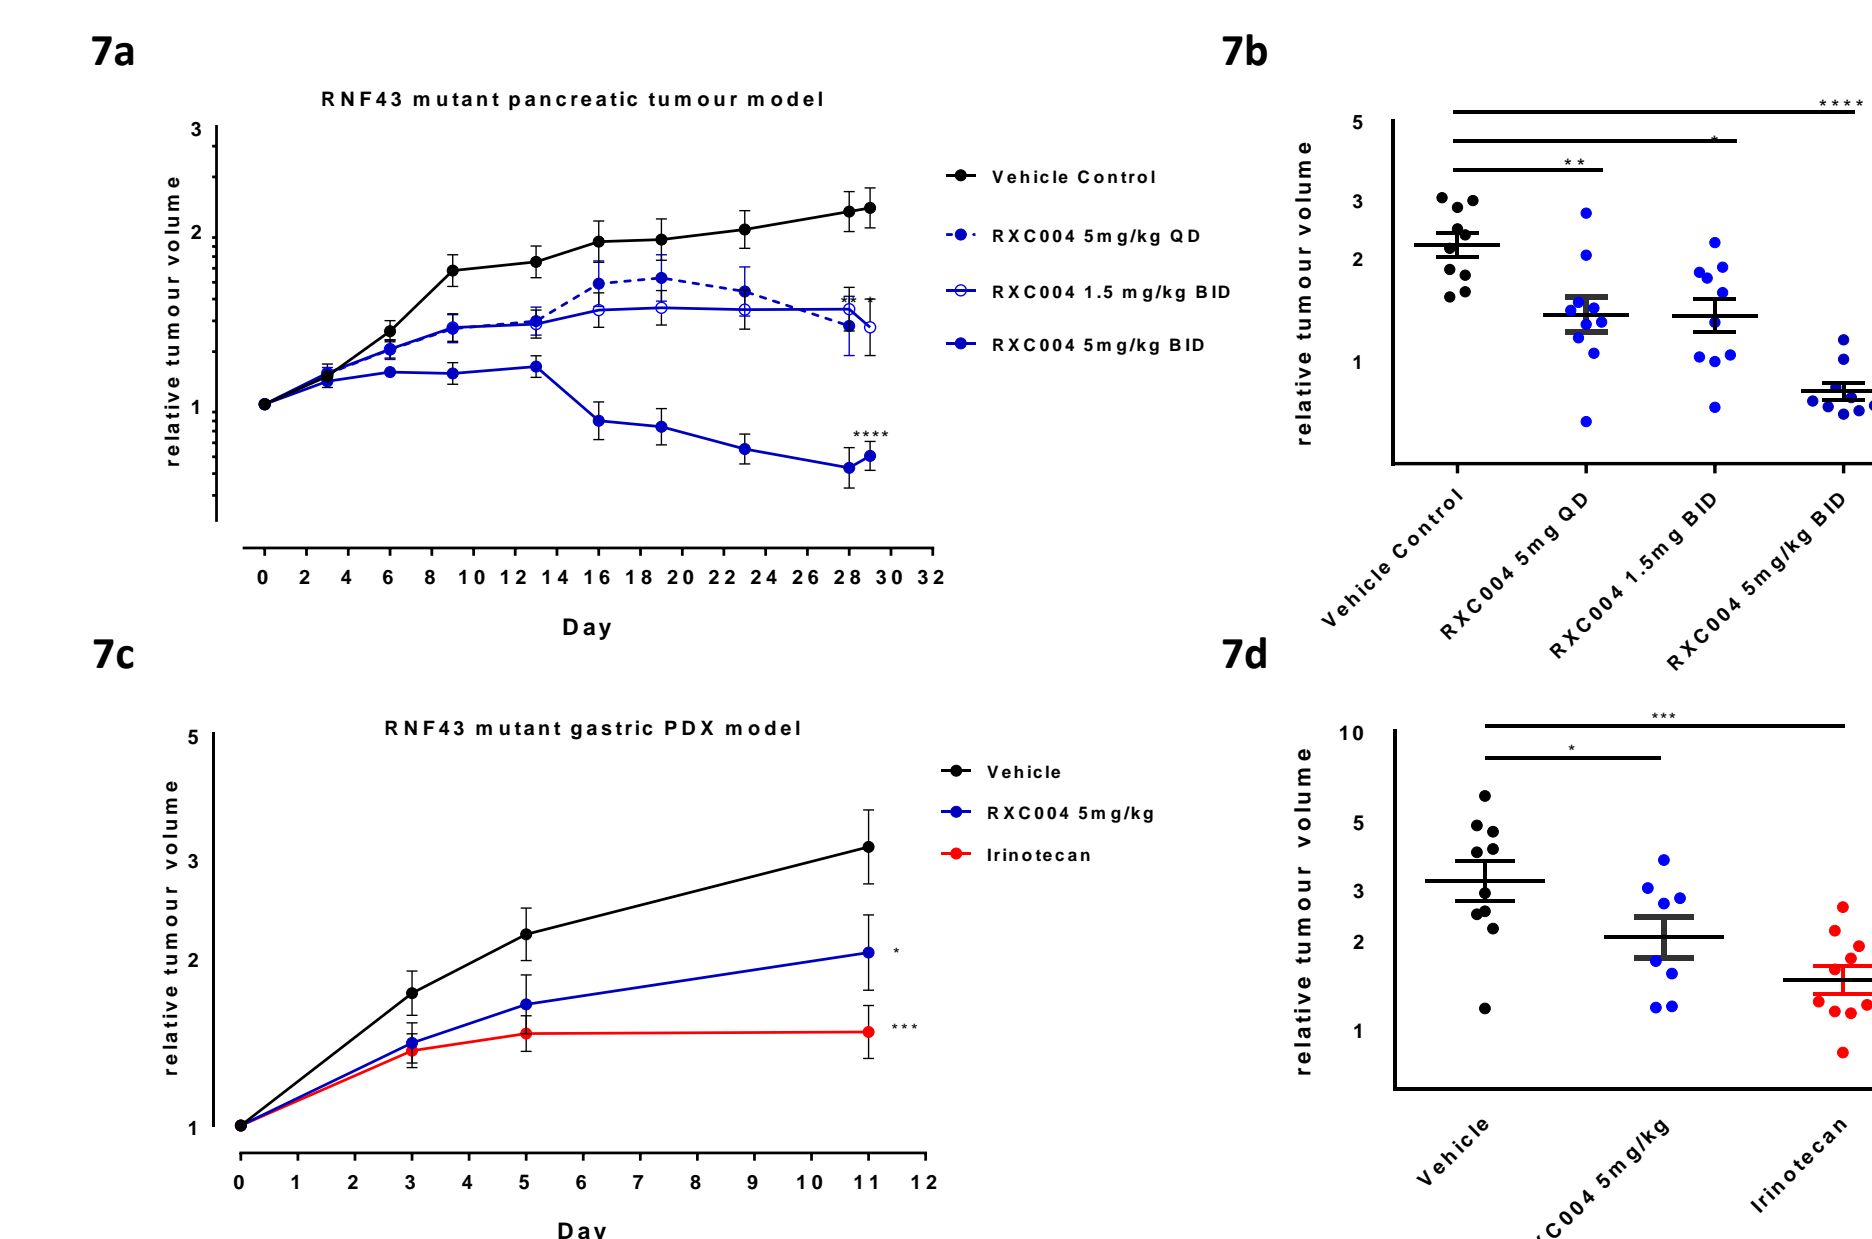 7a
RNF43 mutant pancreatic tumour model
relative tumour volume
3
2
1
0 2 4 6 8 10 12 14 16 18 20 22 24 26 28 30 32
Day
** *
****
Vehicle Control
RXC004 5mg/kg QD
RXC004 1.5 mg/kg BID
RXC004 5mg/kg BID
7b
relative tumour volume
5
3
2
1
****
*
**
Vehicle Control
RXC004 5mg QD
RXC004 1.5mg BID
RXC004 5mg/kg BID
7c
RNF43 mutant gastric PDX model
relative tumour volume
5
3
2
1
0 1 2 3 4 5 6 7 8 9 10 11 12
Day
*
***
Vehicle
RXC004 5mg/kg
Irinotecan
7d
relative tumour volume
10
5
3
2
1
***
*
Vehicle
C004 5mg/kg
Irinotecan